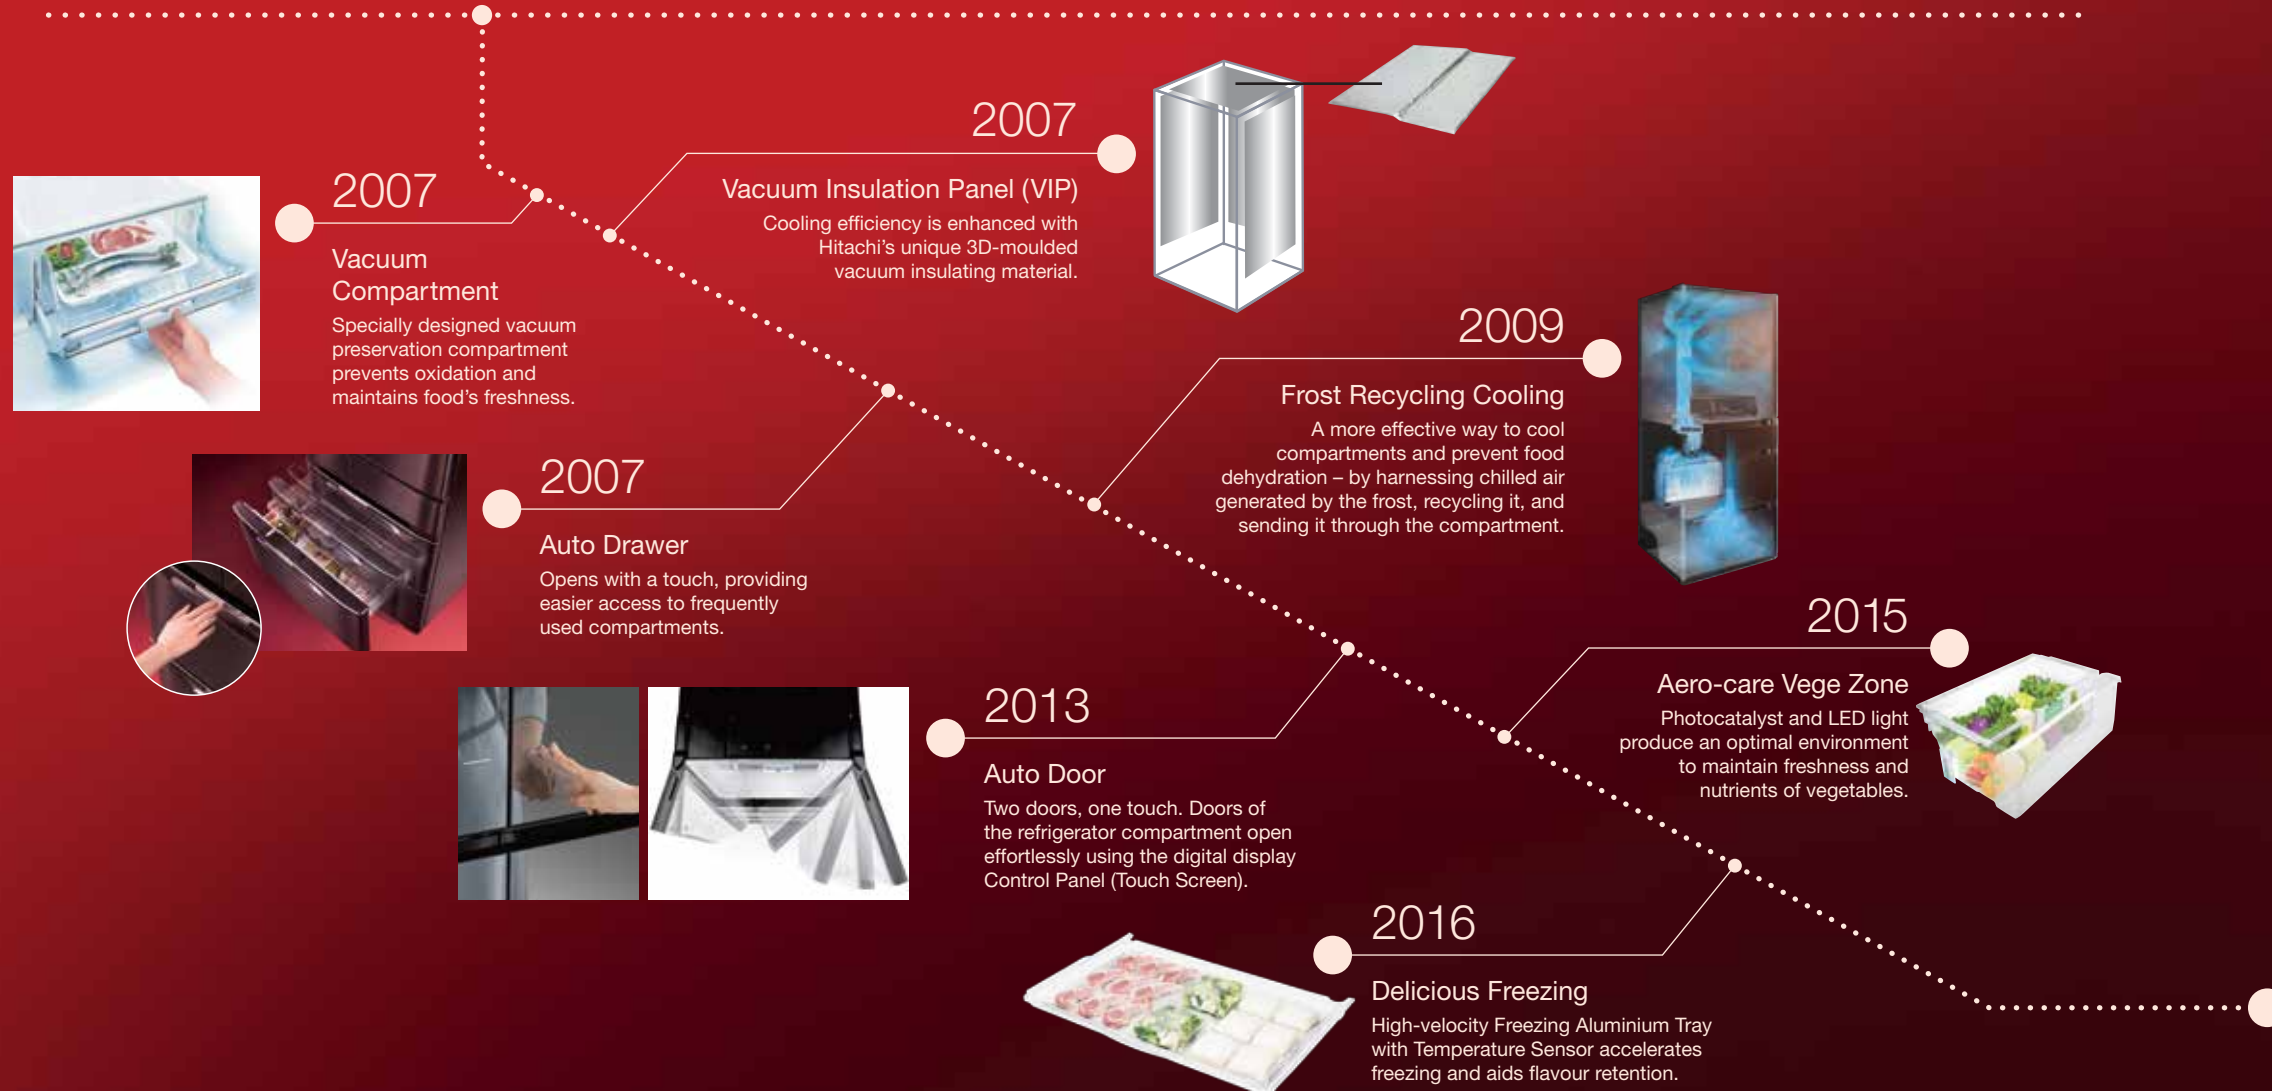 2007
Vacuum
Compartment
Specially designed vacuum
preservation compartment
prevents oxidation and
maintains food’s freshness.
2007
Vacuum Insulation Panel (VIP)
Cooling efficiency is enhanced with
Hitachi’s unique 3D-moulded
vacuum insulating material.
2007
Auto Drawer
Opens with a touch, providing
easier access to frequently
used compartments.
2009
Frost Recycling Cooling
A more effective way to cool
compartments and prevent food
dehydration – by harnessing chilled air
generated by the frost, recycling it, and
sending it through the compartment.
2013
Auto Door
Two doors, one touch. Doors of
the refrigerator compartment open
effortlessly using the digital display
Control Panel (Touch Screen).
2015
Aero-care Vege Zone
Photocatalyst and LED light
produce an optimal environment
to maintain freshness and
nutrients of vegetables.
2016
Delicious Freezing
High-velocity Freezing Aluminium Tray
with Temperature Sensor accelerates
freezing and aids flavour retention.